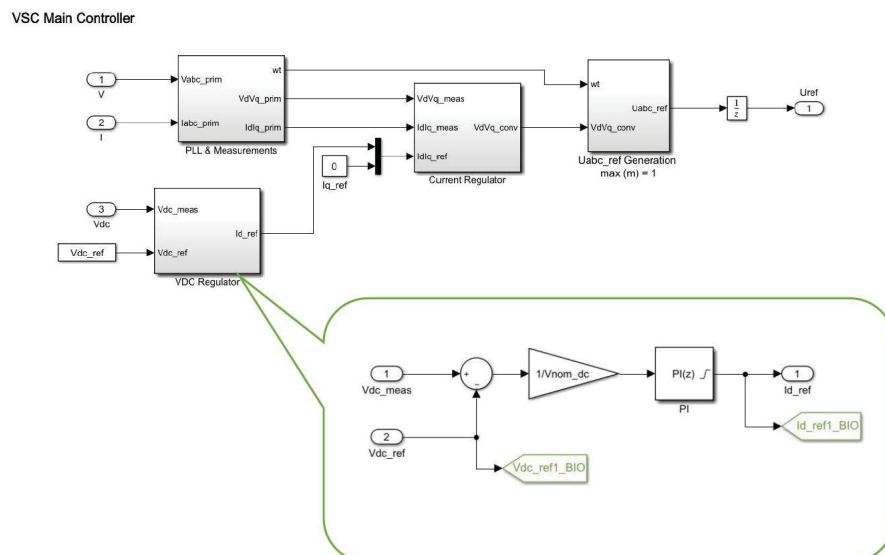 VSC Main Controller
1
V
2
I
Vabc_prim
Iabc_prim
wt
VdVq_prim
IdIq_prim
PLL & Measurements
0
Iq_ref
VdVq_meas
IdIq_meas
IdIq_ref
VdVq_conv
Current Regulator
wt
VdVq_conv
Uabc_ref
Uabc_ref Generation
max (m) = 1
1
z
Uref
1
3
Vdc
Vdc_ref
Vdc_meas
Vdc_ref
Id_ref
VDC Regulator
1
Vdc_meas
2
Vdc_ref
+
−
1/Vnom_dc
PI(z)
PI
1
Id_ref
Id_ref1_BIO
Vdc_ref1_BIO